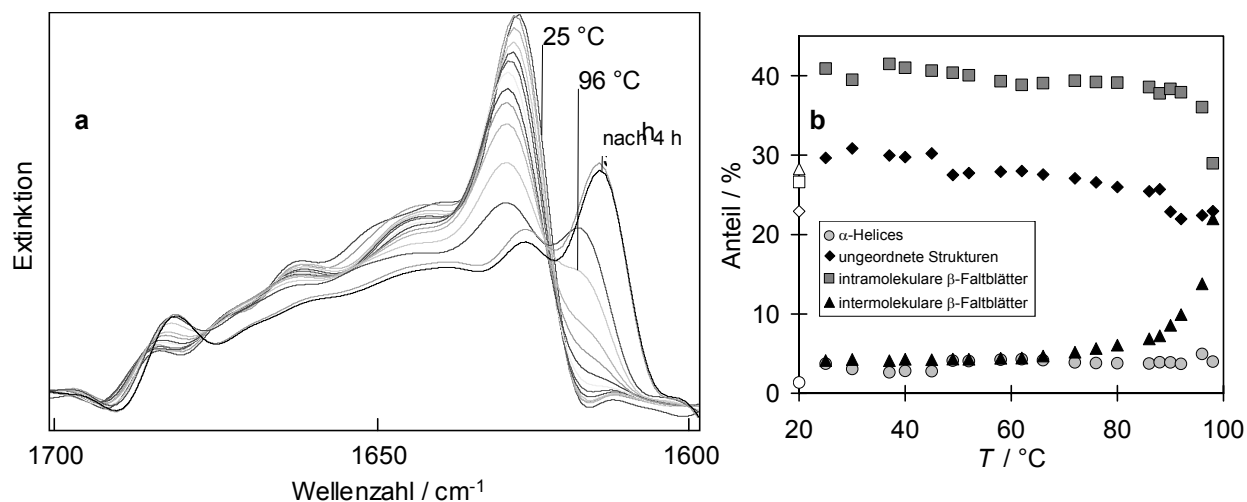 a
25 °C
96 °C
nach 4 h
h
Extinktion
1700
1650
1600
Wellenzahl / cm-1
b
Anteil / %
40
30
20
10
0
α-Helices
ungeordnete Strukturen
intramolekulare β-Faltblätter
intermolekulare β-Faltblätter
20
40
60
80
100
T / °C